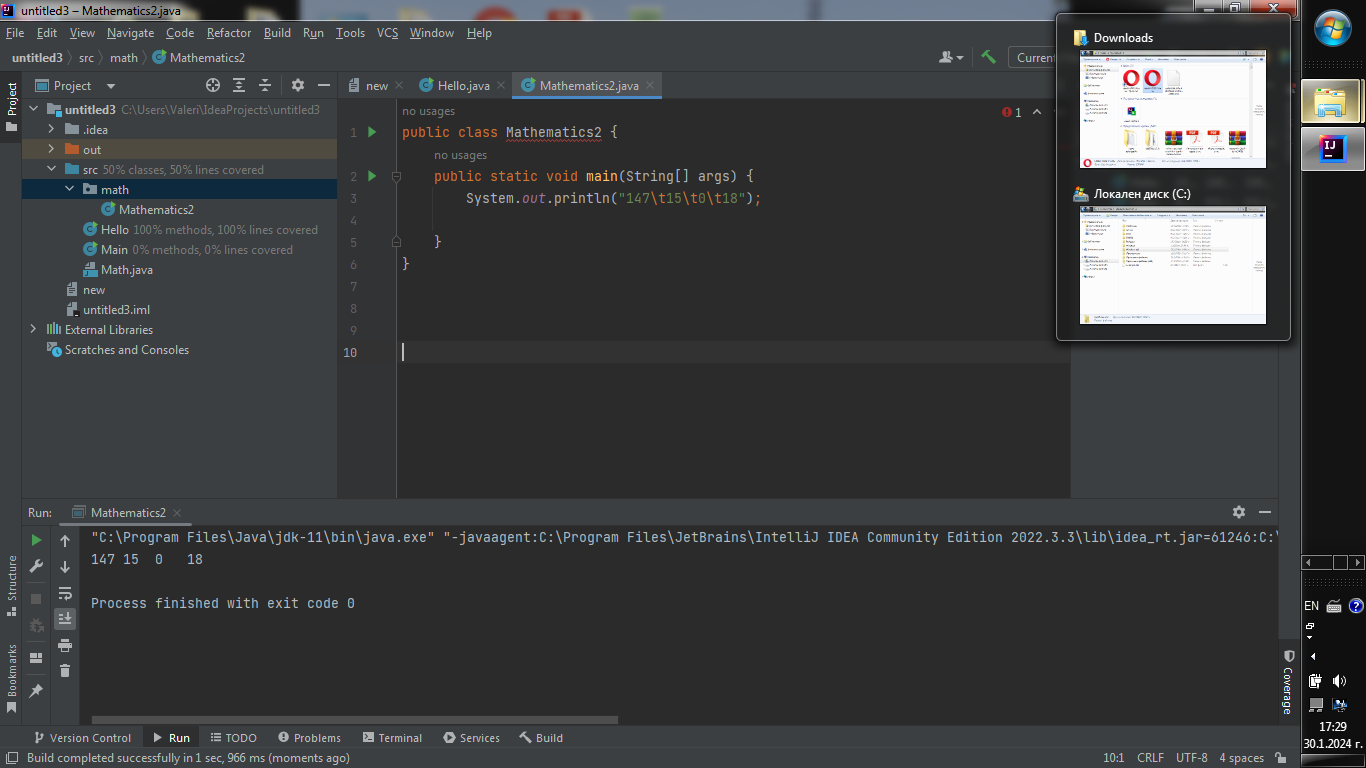 untitled3 – Mathematics2.java
File Edit View Navigate Code Refactor Build Run Tools VCS Window Help
untitled3 src math Mathematics2
Current
Project
Project
new
Hello.java
Mathematics2.java
untitled3 C:\Users\Valeri\IdeaProjects\untitled3
.idea
out
src 50% classes, 50% lines covered
math
Mathematics2
Hello 100% methods, 100% lines covered
Main 0% methods, 0% lines covered
Math.java
new
untitled3.iml
External Libraries
Scratches and Consoles
no usages
1
1 public class Mathematics2 {
no usages
2 public static void main(String[] args) {
3 System.out.println("147\t15\t0\t18");
4
5 }
6 }
7
8
9
10
Downloads
Локален диск (C:)
Run: Mathematics2
"C:\Program Files\Java\jdk-11\bin\java.exe" "-javaagent:C:\Program Files\JetBrains\IntelliJ IDEA Community Edition 2022.3.3\lib\idea_rt.jar=61246:C:\
147 15 0 18
Process finished with exit code 0
Structure
Bookmarks
Coverage
Version Control Run TODO Problems Terminal Services Build
Build completed successfully in 1 sec, 966 ms (moments ago)
10:1 CRLF UTF-8 4 spaces
EN
17:29
30.1.2024 г.